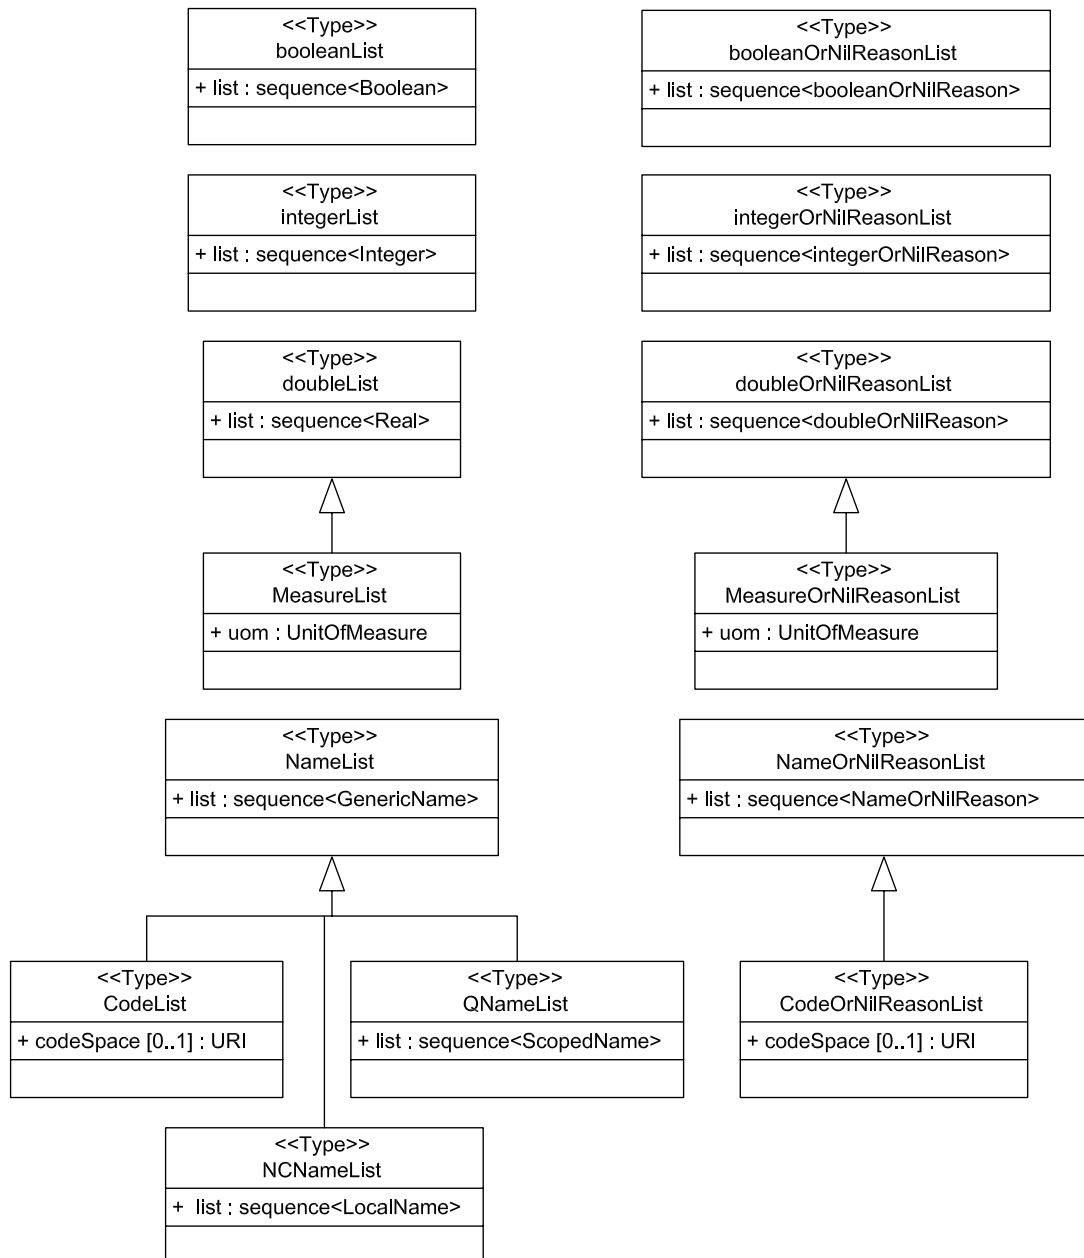 <<Type>>
booleanList
+ list : sequence<Boolean>
<<Type>>
booleanOrNilReasonList
+ list : sequence<booleanOrNilReason>
<<Type>>
integerList
+ list : sequence<Integer>
<<Type>>
integerOrNilReasonList
+ list : sequence<integerOrNilReason>
<<Type>>
doubleList
+ list : sequence<Real>
<<Type>>
doubleOrNilReasonList
+ list : sequence<doubleOrNilReason>
<<Type>>
MeasureList
+ uom : UnitOfMeasure
<<Type>>
MeasureOrNilReasonList
+ uom : UnitOfMeasure
<<Type>>
NameList
+ list : sequence<GenericName>
<<Type>>
NameOrNilReasonList
+ list : sequence<NameOrNilReason>
<<Type>>
CodeList
+ codeSpace [0..1] : URI
<<Type>>
QNameList
+ list : sequence<ScopedName>
<<Type>>
CodeOrNilReasonList
+ codeSpace [0..1] : URI
<<Type>>
NCNameList
+ list : sequence<LocalName>